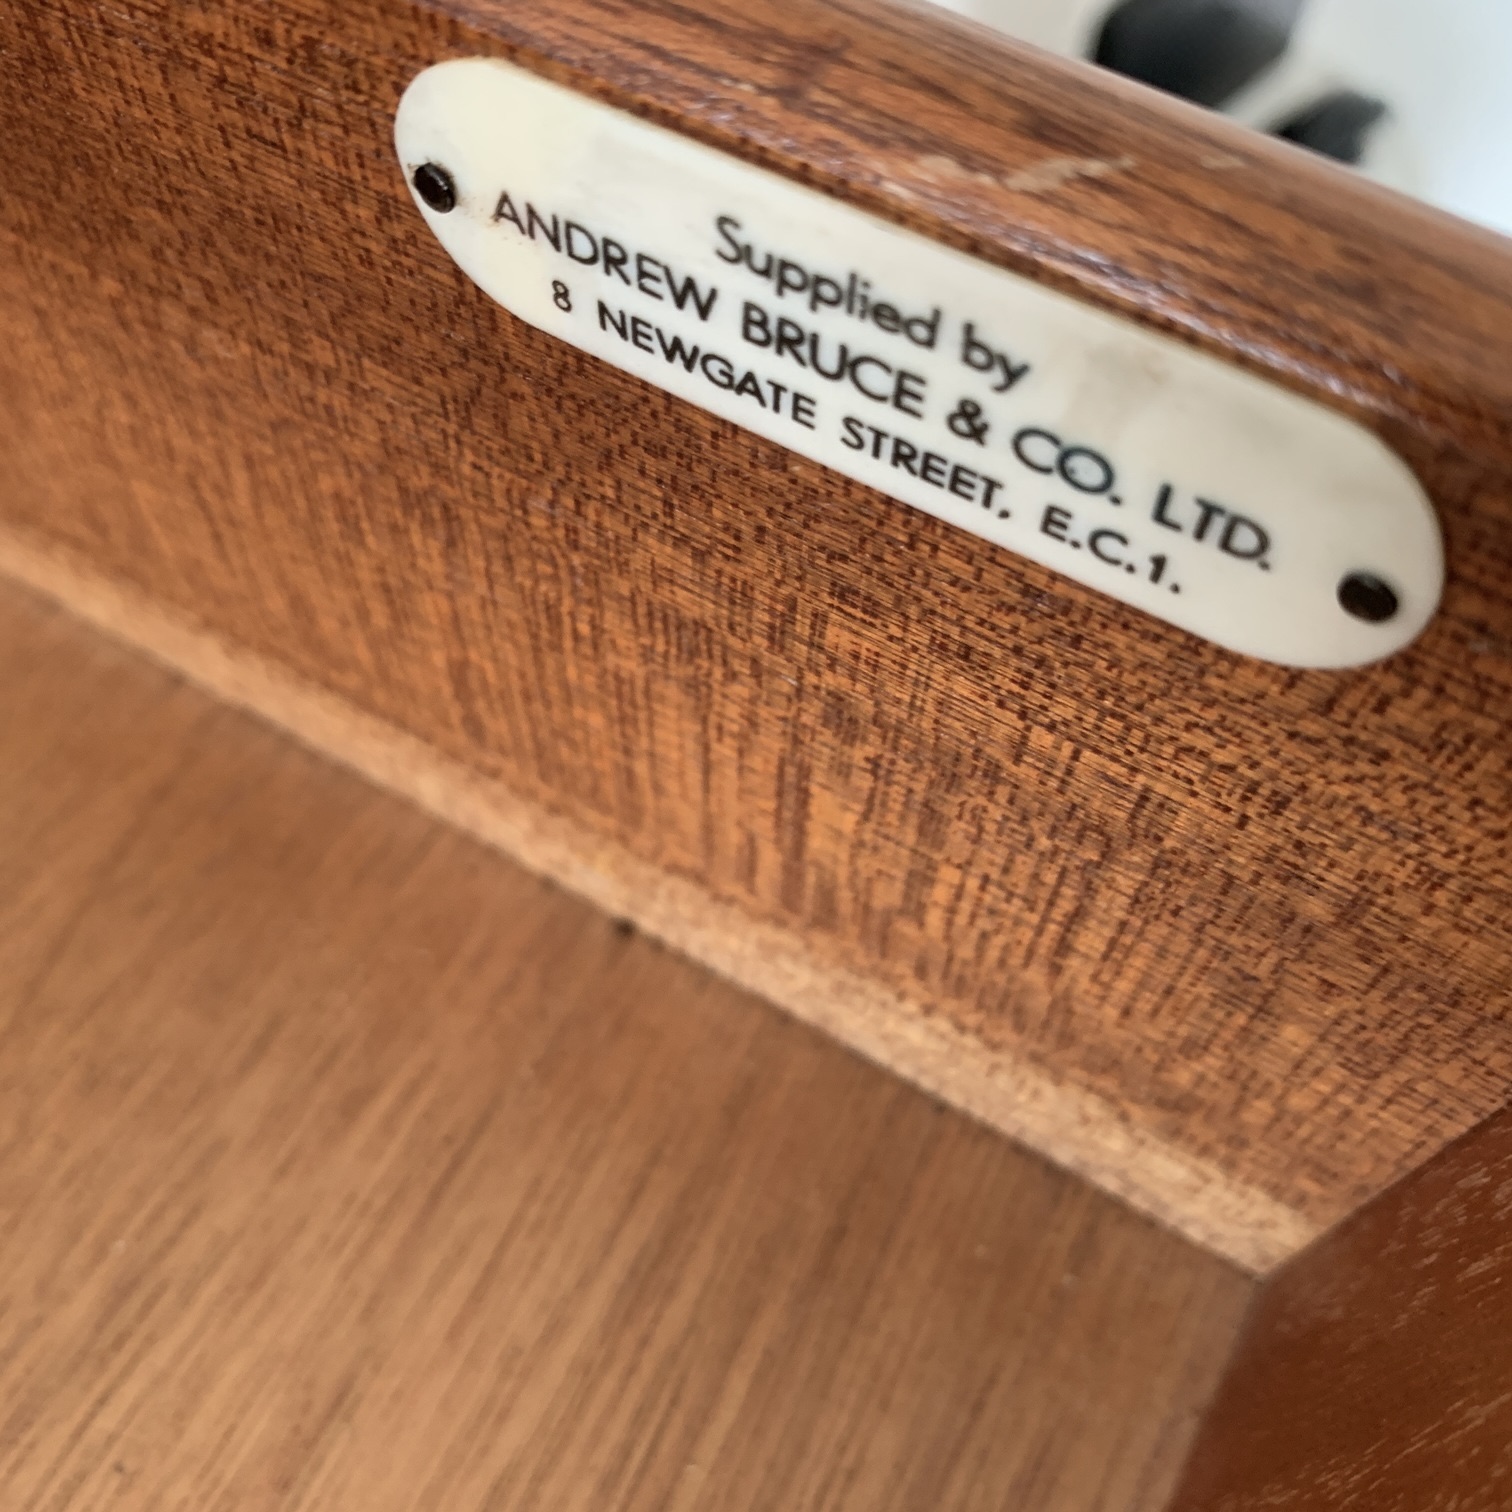 Supplied by
ANDREW BRUCE & CO. LTD.
8 NEWGATE STREET, E.C.1.